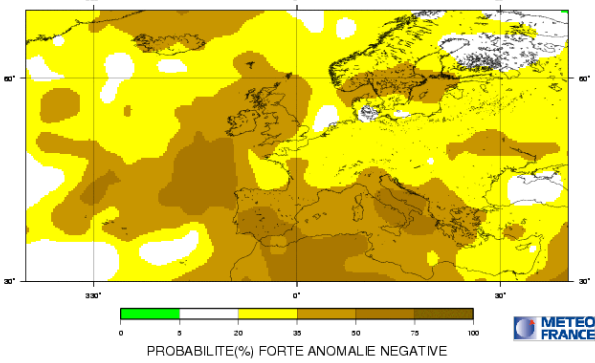 60° 60°
30° 30°
330° 0° 30°
0 5 20 35 50 75 100
PROBABILITE(%) FORTE ANOMALIE NEGATIVE
METEO
FRANCE